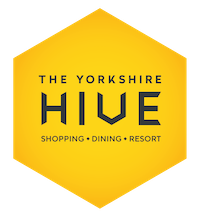 THE YORKSHIRE
HIVE
SHOPPING • DINING • RESORT